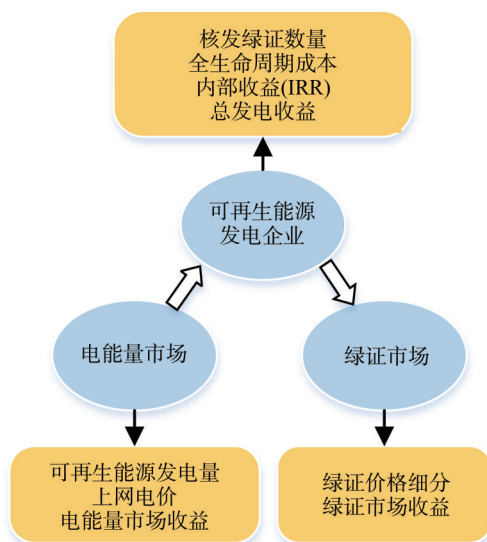 核发绿证数量
全生命周期成本
内部收益(IRR)
总发电收益
可再生能源
发电企业
电能量市场
绿证市场
可再生能源发电量
上网电价
电能量市场收益
绿证价格细分
绿证市场收益